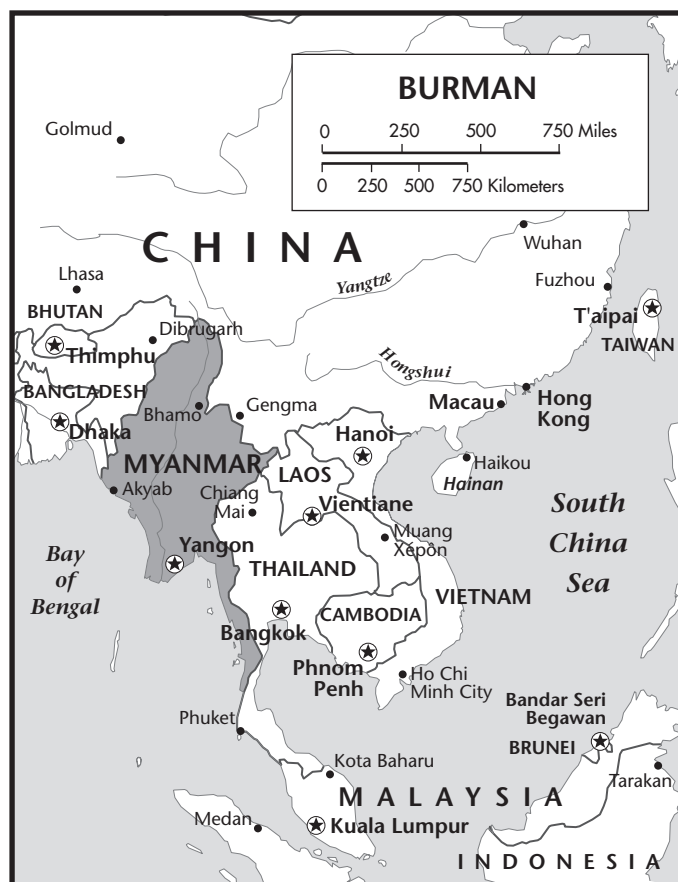 BURMAN
0 250 500 750 Miles
0 250 500 750 Kilometers
Golmud
CHINA
Wuhan
Lhasa
Yangtze
Fuzhou
BHUTAN
T'aipai
Dibrugarh
Thimphu
TAIWAN
Hongshui
BANGLADESH
Bhamo
Gengma
Macau
Hong
Kong
Dhaka
Hanoi
MYANMAR
LAOS
Haikou
Hainan
Akyab
Chiang
Mai
Vientiane
South
China
Sea
Muang
Xépôn
Yangon
Bay
of
Bengal
THAILAND
VIETNAM
CAMBODIA
Bangkok
Phnom
Penh
Ho Chi
Minh City
Bandar Seri
Begawan
Phuket
BRUNEI
Kota Baharu
Tarakan
MALAYSIA
Medan
Kuala Lumpur
INDONESIA